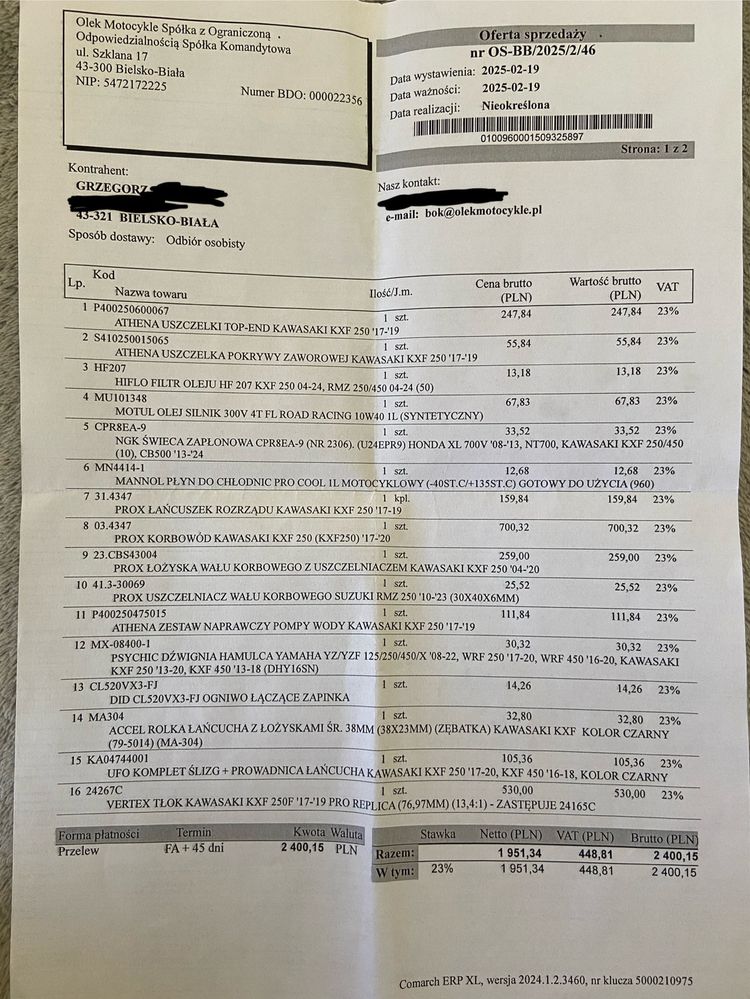 Olek Motocykle Spółka z Ograniczoną
Odpowiedzialnością Spółka Komandytowa
ul. Szklana 17
43-300 Bielsko-Biała
NIP: 5472172225
Numer BDO: 000022356
Oferta sprzedaży
nr OS-BB/2025/2/46
Data wystawienia: 2025-02-19
Data ważności: 2025-02-19
Data realizacji: Nieokreślona
0100960001509325897
Strona: 1 z 2
Kontrahent:
GRZEGORZ
43-321 BIELSKO-BIAŁA
Sposób dostawy: Odbiór osobisty
Nasz kontakt:
e-mail: bok@olekmotocykle.pl
Lp. Kod Nazwa towaru Ilość/J.m. Cena brutto (PLN) Wartość brutto (PLN) VAT
1 P400250600067 1 szt. 247,84 247,84 23%
ATHENA USZCZELKI TOP-END KAWASAKI KXF 250 '17-'19
2 S410250015065 1 szt. 55,84 55,84 23%
ATHENA USZCZELKA POKRYWY ZAWOROWEJ KAWASAKI KXF 250 '17-'19
3 HF207 1 szt. 13,18 13,18 23%
HIFLO FILTR OLEJU HF 207 KXF 250 04-24, RMZ 250/450 04-24 (50)
4 MU101348 1 szt. 67,83 67,83 23%
MOTUL OLEJ SILNIK 300V 4T FL ROAD RACING 10W40 1L (SYNTETYCZNY)
5 CPR8EA-9 1 szt. 33,52 33,52 23%
NGK ŚWIECA ZAPŁONOWA CPR8EA-9 (NR 2306). (U24EPR9) HONDA XL 700V '08-'13, NT700, KAWASAKI KXF 250/450
(10), CB500 '13-'24
6 MN4414-1 1 szt. 12,68 12,68 23%
MANNOL PŁYN DO CHŁODNIC PRO COOL 1L MOTOCYKLOWY (-40ST.C/+135ST.C) GOTOWY DO UŻYCIA (960)
7 31.4347 1 kpl. 159,84 159,84 23%
PROX ŁAŃCUSZEK ROZRZĄDU KAWASAKI KXF 250 '17-19
8 03.4347 1 szt. 700,32 700,32 23%
PROX KORBOWÓD KAWASAKI KXF 250 (KXF250) '17-'20
9 23.CBS43004 1 szt. 259,00 259,00 23%
PROX ŁOŻYSKA WAŁU KORBOWEGO Z USZCZELNIACZEM KAWASAKI KXF 250 '04-'20
10 41.3-30069 1 szt. 25,52 25,52 23%
PROX USZCZELNIACZ WAŁU KORBOWEGO SUZUKI RMZ 250 '10-'23 (30X40X6MM)
11 P400250475015 1 szt. 111,84 111,84 23%
ATHENA ZESTAW NAPRAWCZY POMPY WODY KAWASAKI KXF 250 '17-'19
12 MX-08400-1 1 szt. 30,32 30,32 23%
PSYCHIC DŹWIGNIA HAMULCA YAMAHA YZ/YZF 125/250/450/X '08-22, WRF 250 '17-20, WRF 450 '16-20, KAWASAKI
KXF 250 '13-20, KXF 450 '13-18 (DHY16SN)
13 CL520VX3-FJ 1 szt. 14,26 14,26 23%
DID CL520VX3-FJ OGNIWO ŁĄCZĄCE ZAPINKA
14 MA304 1 szt. 32,80 32,80 23%
ACCEL ROLKA ŁAŃCUCHA Z ŁOŻYSKAMI ŚR. 38MM (38X23MM) (ZĘBATKA) KAWASAKI KXF KOLOR CZARNY
(79-5014) (MA-304)
15 KA04744001 1 szt. 105,36 105,36 23%
UFO KOMPLET ŚLIZG + PROWADNICA ŁAŃCUCHA KAWASAKI KXF 250 '17-20, KXF 450 '16-18, KOLOR CZARNY
16 24267C 1 szt. 530,00 530,00 23%
VERTEX TŁOK KAWASAKI KXF 250F '17-'19 PRO REPLICA (76,97MM) (13,4:1) - ZASTĘPUJE 24165C
Forma płatności Termin Kwota Waluta
Przelew FA + 45 dni 2 400,15 PLN
Stawka Netto (PLN) VAT (PLN) Brutto (PLN)
Razem: 1 951,34 448,81 2 400,15
W tym: 23% 1 951,34 448,81 2 400,15
Comarch ERP XL, wersja 2024.1.2.3460, nr klucza 5000210975